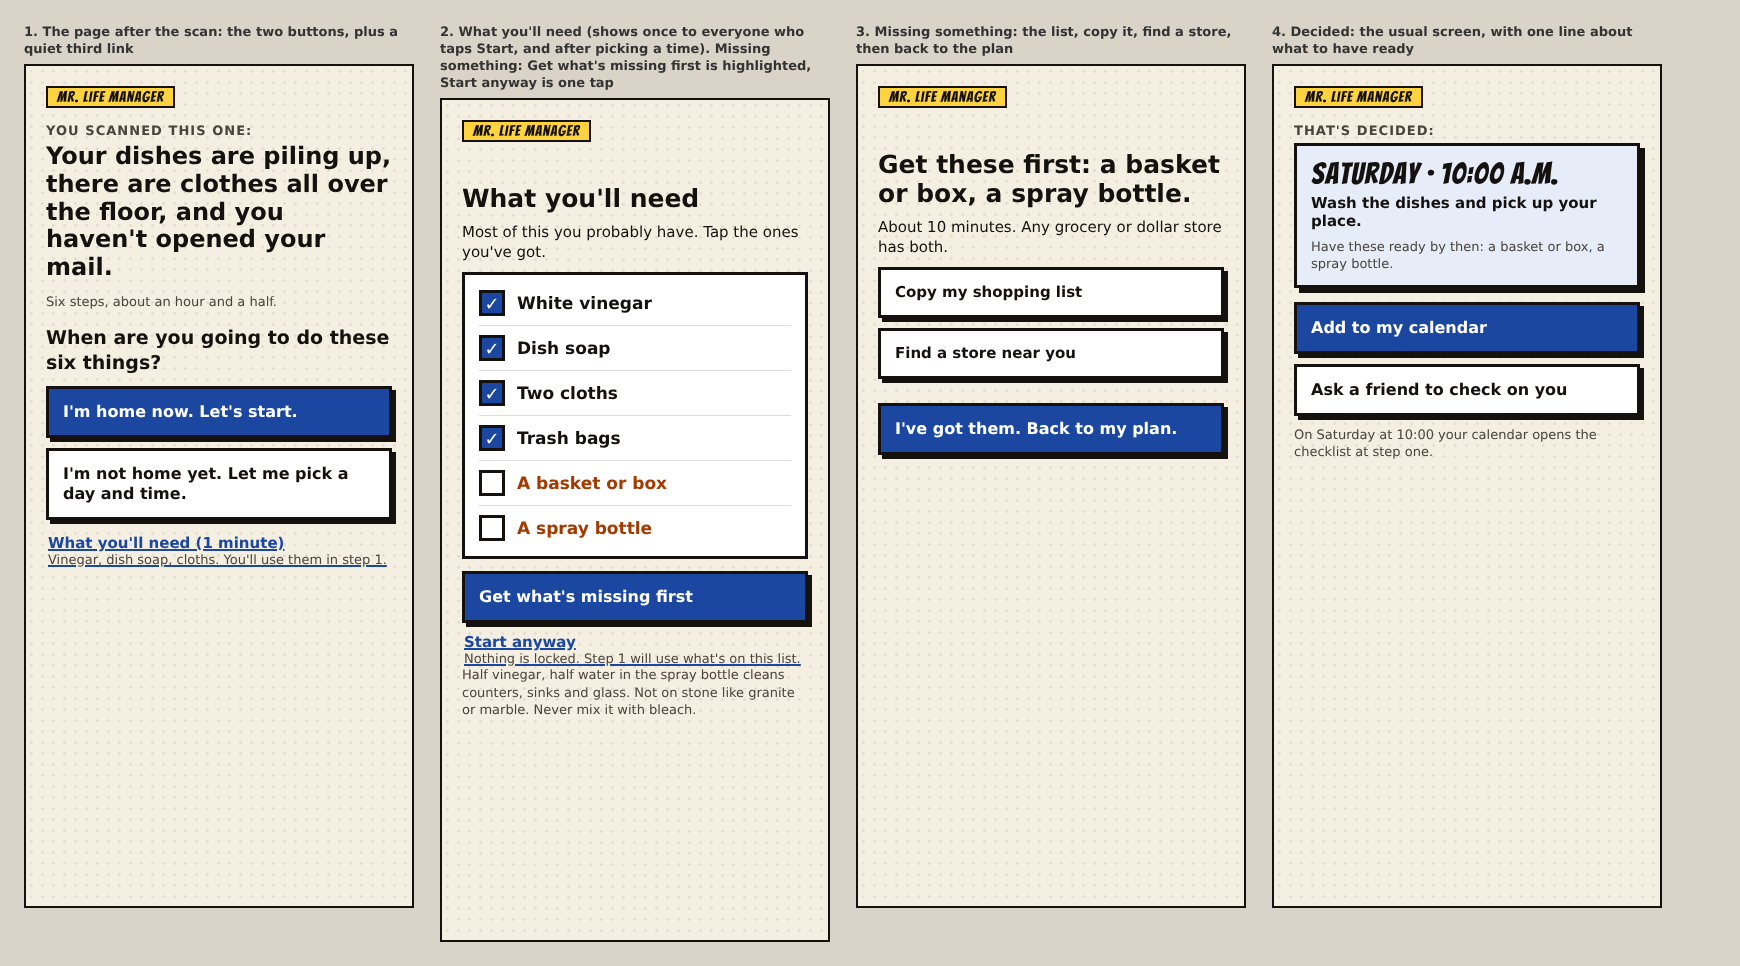 1. The page after the scan: the two buttons, plus a
quiet third link
MR. LIFE MANAGER
YOU SCANNED THIS ONE:
Your dishes are piling up,
there are clothes all over
the floor, and you
haven't opened your
mail.
Six steps, about an hour and a half.
When are you going to do these
six things?
I'm home now. Let's start.
I'm not home yet. Let me pick a
day and time.
What you'll need (1 minute)
Vinegar, dish soap, cloths. You'll use them in step 1.
2. What you'll need (shows once to everyone who
taps Start, and after picking a time). Missing
something: Get what's missing first is highlighted,
Start anyway is one tap
MR. LIFE MANAGER
What you'll need
Most of this you probably have. Tap the ones
you've got.
✓ White vinegar
✓ Dish soap
✓ Two cloths
✓ Trash bags
A basket or box
A spray bottle
Get what's missing first
Start anyway
Nothing is locked. Step 1 will use what's on this list.
Half vinegar, half water in the spray bottle cleans
counters, sinks and glass. Not on stone like granite
or marble. Never mix it with bleach.
3. Missing something: the list, copy it, find a store,
then back to the plan
MR. LIFE MANAGER
Get these first: a basket
or box, a spray bottle.
About 10 minutes. Any grocery or dollar store
has both.
Copy my shopping list
Find a store near you
I've got them. Back to my plan.
4. Decided: the usual screen, with one line about
what to have ready
MR. LIFE MANAGER
THAT'S DECIDED:
SATURDAY · 10:00 A.M.
Wash the dishes and pick up your
place.
Have these ready by then: a basket or box, a
spray bottle.
Add to my calendar
Ask a friend to check on you
On Saturday at 10:00 your calendar opens the
checklist at step one.